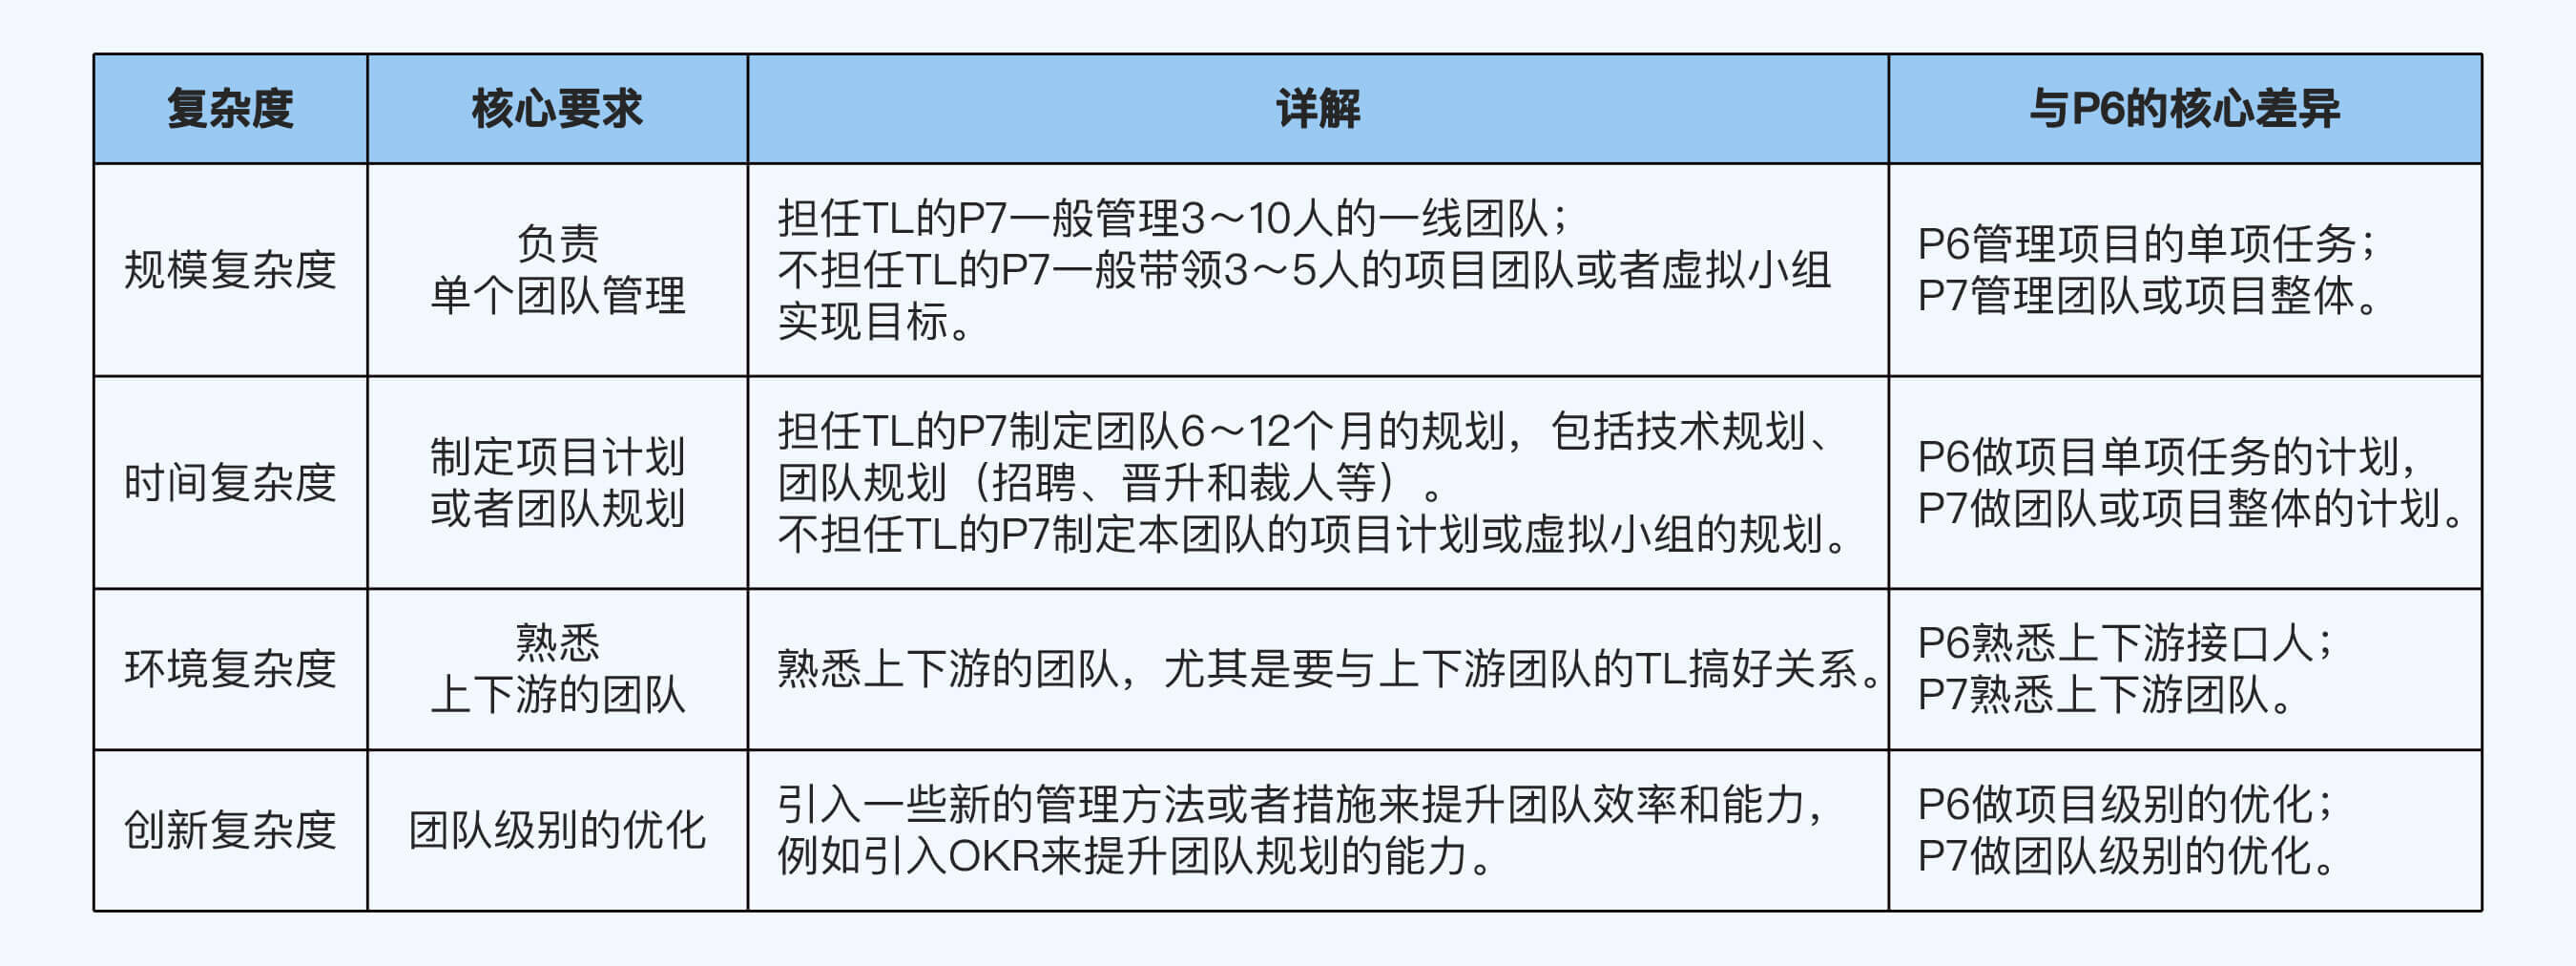 复杂度
核心要求
详解
与P6的核心差异
规模复杂度
负责
单个团队管理
担任TL的P7一般管理3～10人的一线团队；
不担任TL的P7一般带领3～5人的项目团队或者虚拟小组
实现目标。
P6管理项目的单项任务；
P7管理团队或项目整体。
时间复杂度
制定项目计划
或者团队规划
担任TL的P7制定团队6～12个月的规划，包括技术规划、
团队规划（招聘、晋升和裁人等）。
不担任TL的P7制定本团队的项目计划或虚拟小组的规划。
P6做项目单项任务的计划，
P7做团队或项目整体的计划。
环境复杂度
熟悉
上下游的团队
熟悉上下游的团队，尤其是要与上下游团队的TL搞好关系。
P6熟悉上下游接口人；
P7熟悉上下游团队。
创新复杂度
团队级别的优化
引入一些新的管理方法或者措施来提升团队效率和能力，
例如引入OKR来提升团队规划的能力。
P6做项目级别的优化；
P7做团队级别的优化。